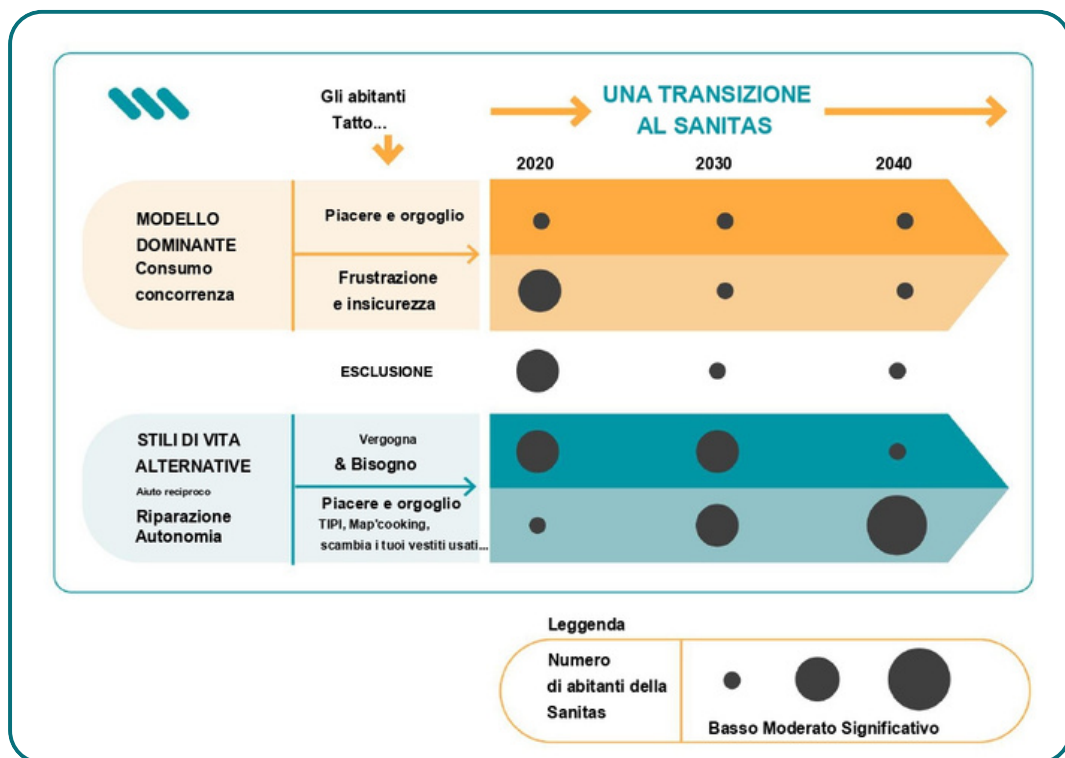 Gli abitanti
Tatto...
UNA TRANSIZIONE
AL SANITAS
2020
2030
2040
MODELLO
DOMINANTE
Consumo
concorrenza
Piacere e orgoglio
Frustrazione
e insicurezza
ESCLUSIONE
STILI DI VITA
ALTERNATIVE
Aiuto reciproco
Riparazione
Autonomia
Vergogna
& Bisogno
Piacere e orgoglio
TIPI, Map'cooking,
scambia i tuoi vestiti usati...
Leggenda
Numero
di abitanti della
Sanitas
Basso Moderato Significativo